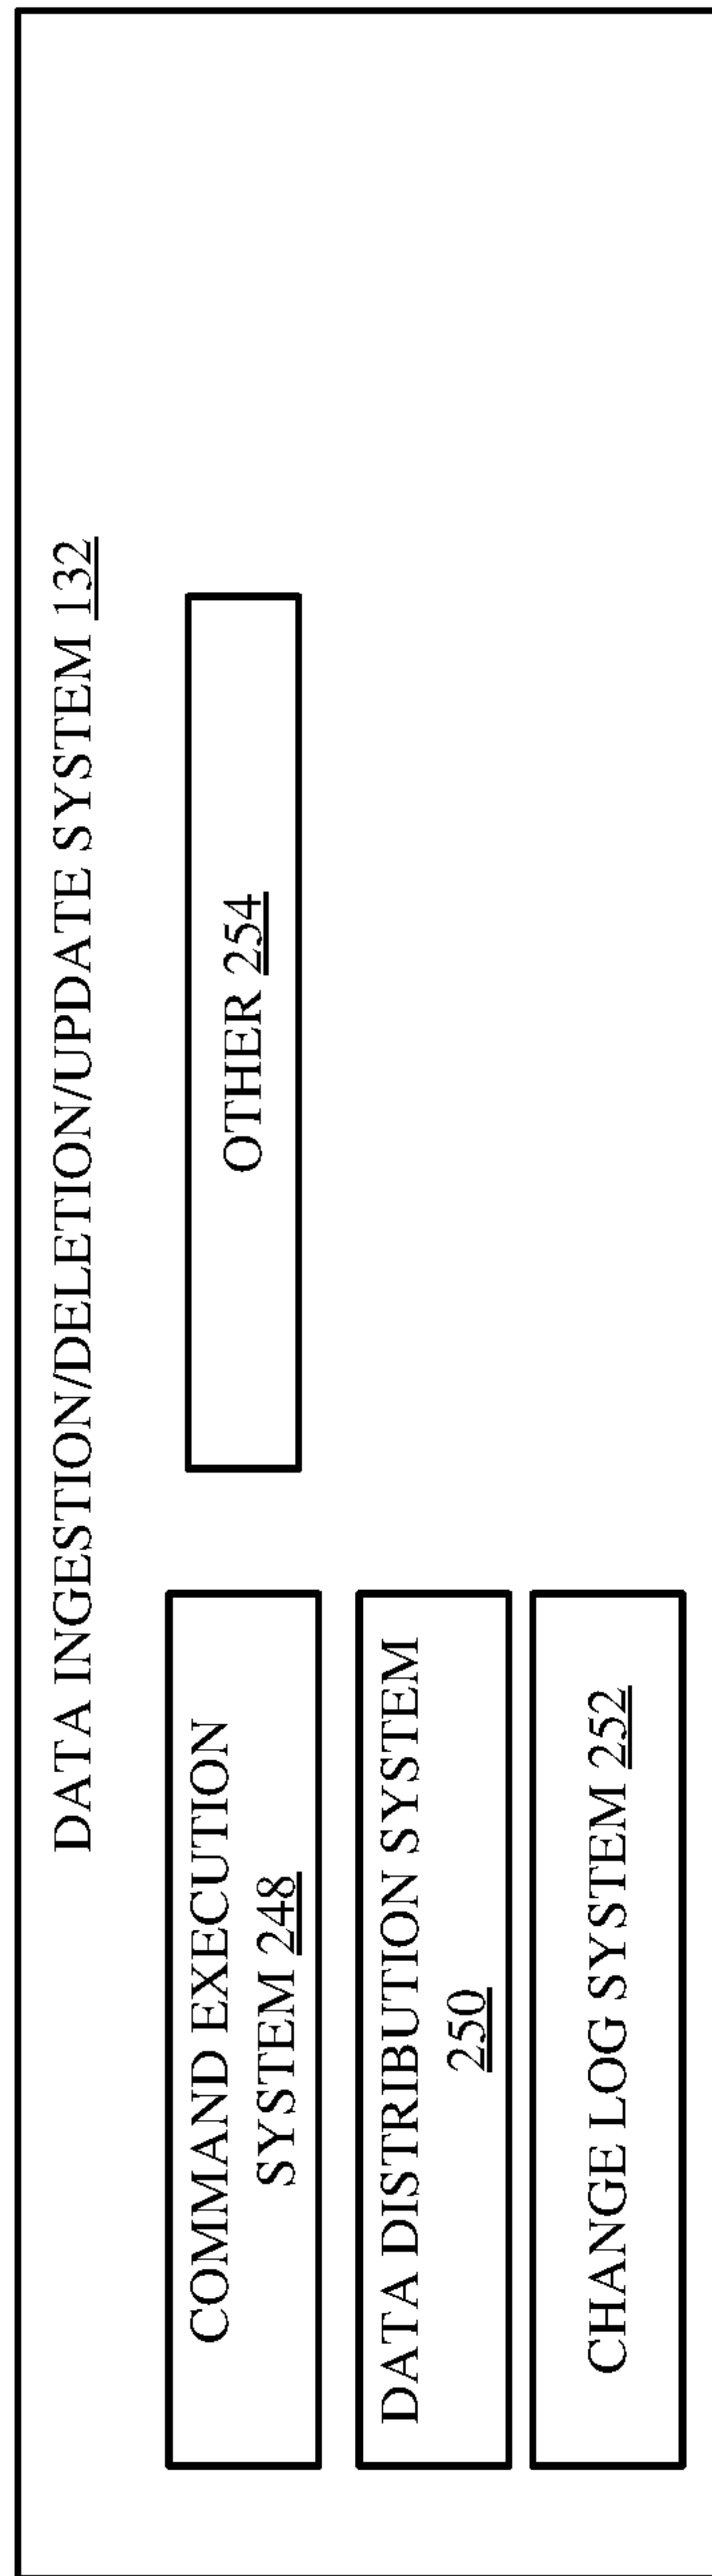 DATA INGESTION/DELETION/UPDATE SYSTEM 132
COMMAND EXECUTION
SYSTEM 248
OTHER 254
DATA DISTRIBUTION SYSTEM
250
CHANGE LOG SYSTEM 252